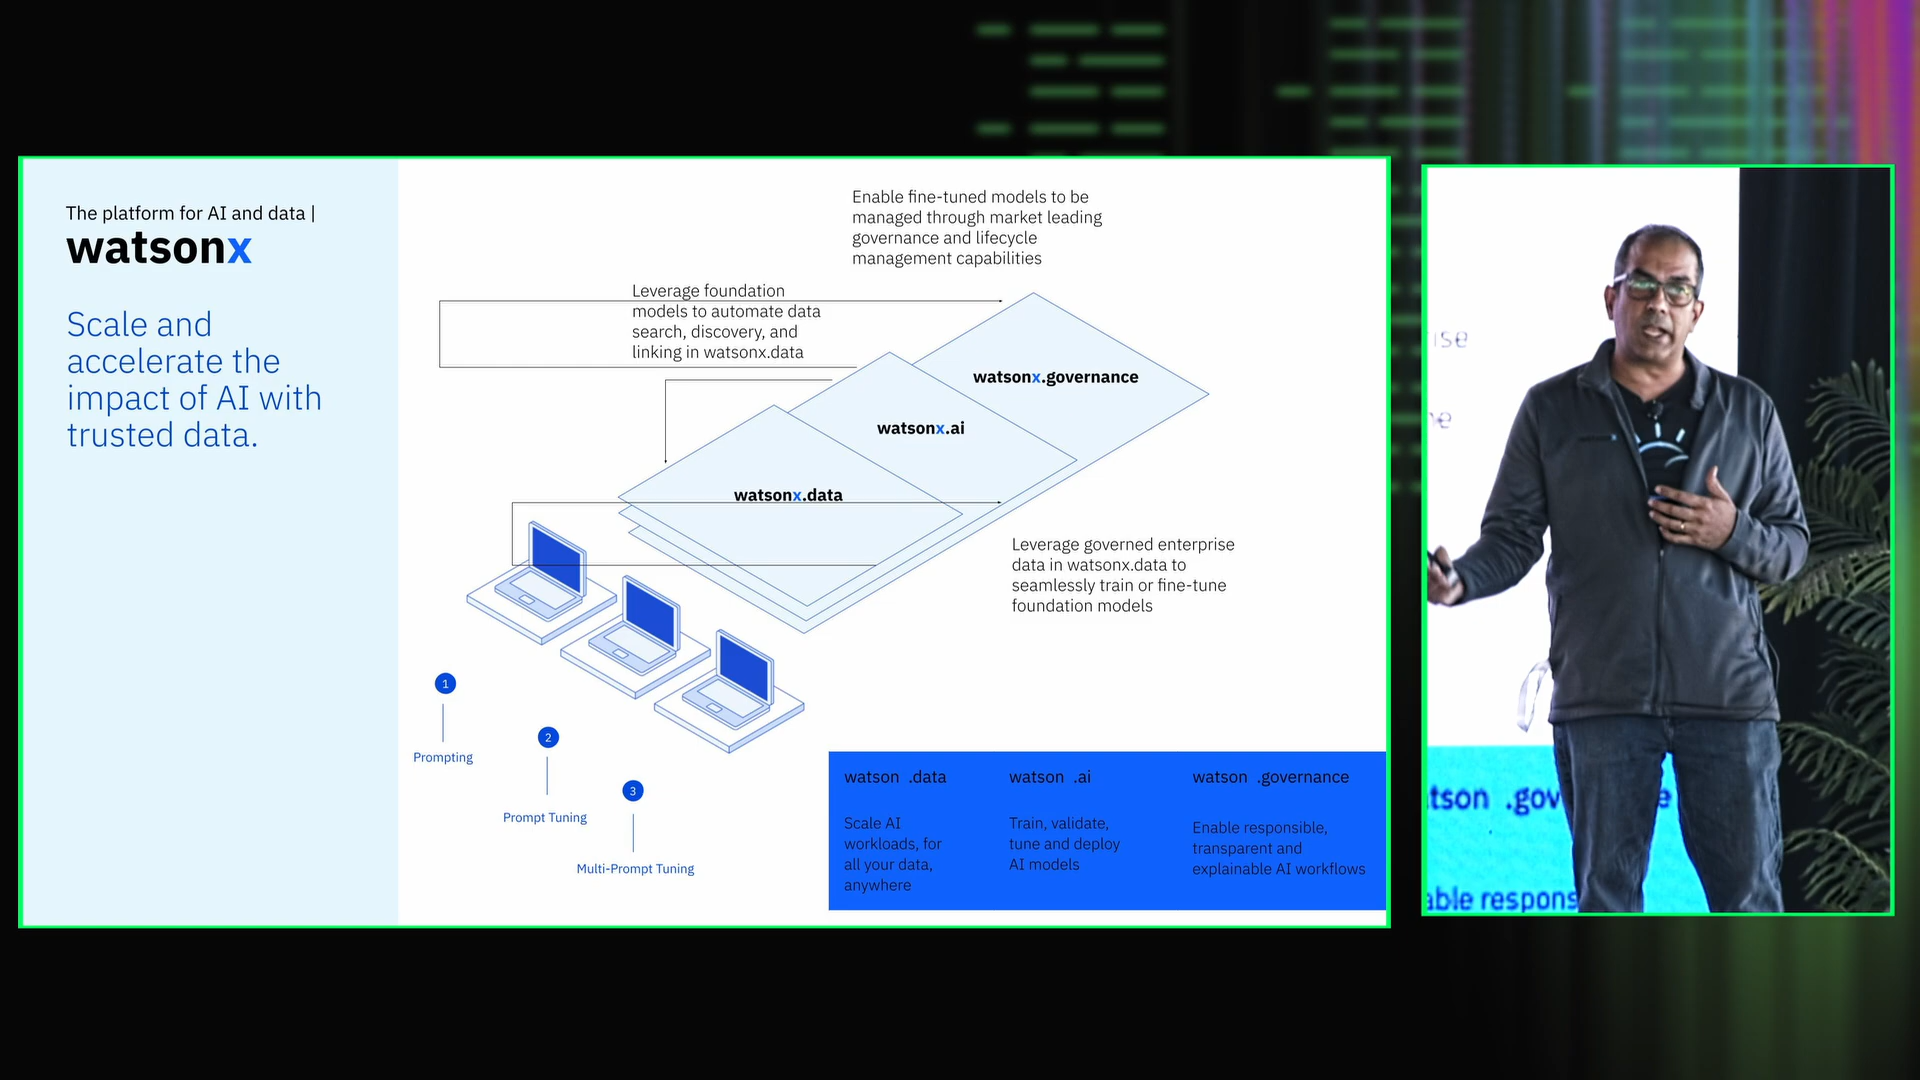 The platform for AI and data |
watsonx
Scale and
accelerate the
impact of AI with
trusted data.
Enable fine-tuned models to be
managed through market leading
governance and lifecycle
management capabilities
Leverage foundation
models to automate data
search, discovery, and
linking in watsonx.data
watsonx.governance
watsonx.ai
watsonx.data
Leverage governed enterprise
data in watsonx.data to
seamlessly train or fine-tune
foundation models
1
Prompting
2
Prompt Tuning
3
Multi-Prompt Tuning
watson .data
Scale AI
workloads, for
all your data,
anywhere
watson .ai
Train, validate,
tune and deploy
AI models
watson .governance
Enable responsible,
transparent and
explainable AI workflows
ise
tson .gov
e
able respons